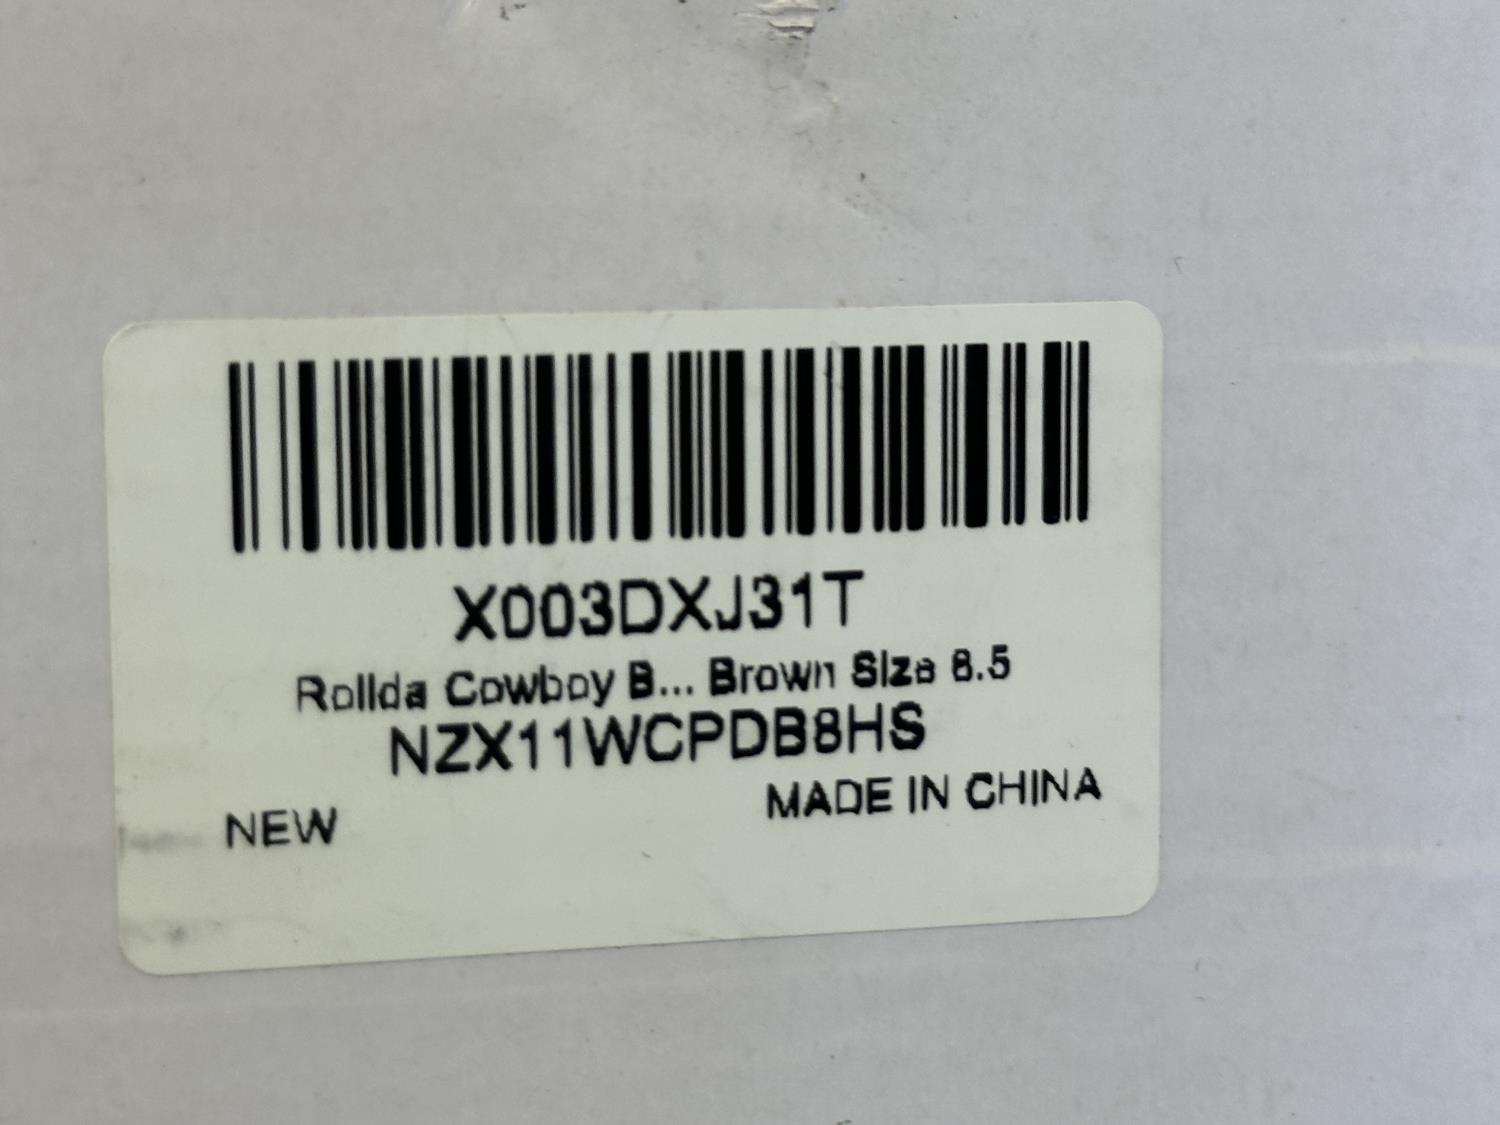 X003DXJ31T
Rollda Cowboy B... Brown Size 8.5
NZX11WCPDB8HS
NEW
MADE IN CHINA